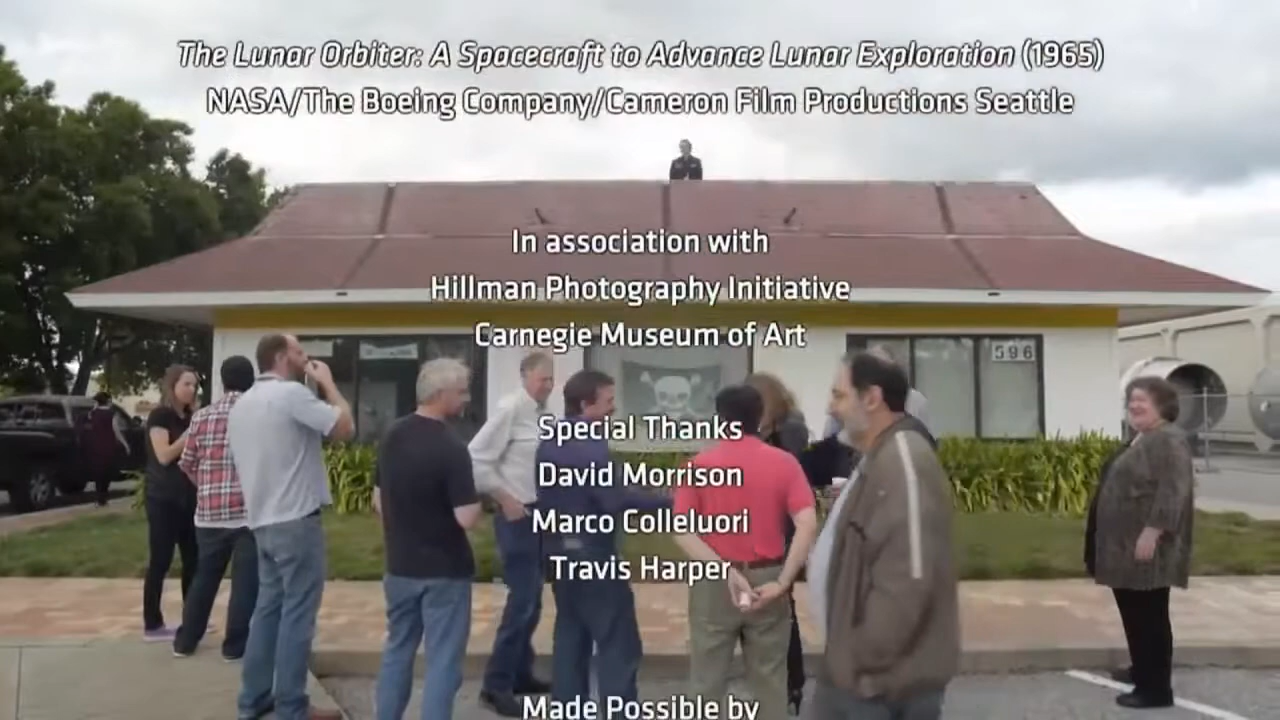 The Lunar Orbiter: A Spacecraft to Advance Lunar Exploration (1965)
NASA/The Boeing Company/Cameron Film Productions Seattle
In association with
Hillman Photography Initiative
Carnegie Museum of Art
596
Special Thanks
David Morrison
Marco Colleluori
Travis Harper
Made Possible by